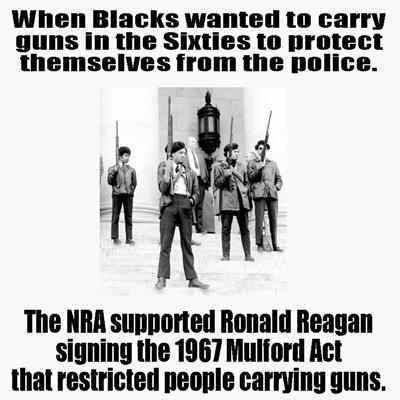 When Blacks wanted to carry
guns in the Sixties to protect
themselves from the police.
The NRA supported Ronald Reagan
signing the 1967 Mulford Act
that restricted people carrying guns.